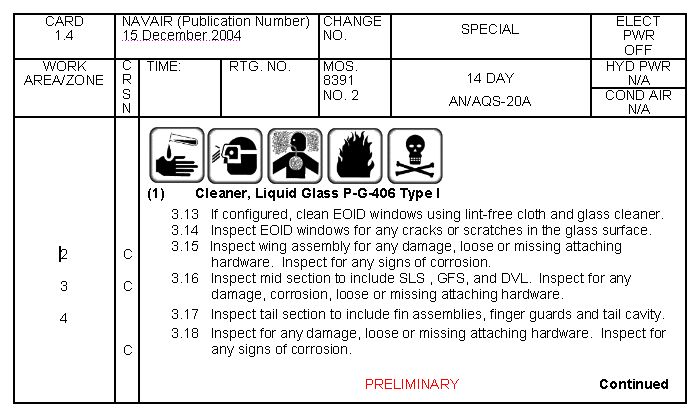 CARD
1.4
NAVAIR (Publication Number)
15 December 2004
CHANGE
NO.
SPECIAL
ELECT
PWR
OFF
WORK
AREA/ZONE
C
R
S
N
TIME:
RTG. NO.
MOS.
8391
NO. 2
14 DAY
AN/AQS-20A
HYD PWR
N/A
COND AIR
N/A
(1) Cleaner, Liquid Glass P-G-406 Type I
3.13 If configured, clean EOID windows using lint-free cloth and glass cleaner.
3.14 Inspect EOID windows for any cracks or scratches in the glass surface.
2 C 3.15 Inspect wing assembly for any damage, loose or missing attaching
hardware. Inspect for any signs of corrosion.
3 C 3.16 Inspect mid section to include SLS , GFS, and DVL. Inspect for any
damage, corrosion, loose or missing attaching hardware.
4 3.17 Inspect tail section to include fin assemblies, finger guards and tail cavity.
3.18 Inspect for any damage, loose or missing attaching hardware. Inspect for
C any signs of corrosion.
PRELIMINARY Continued